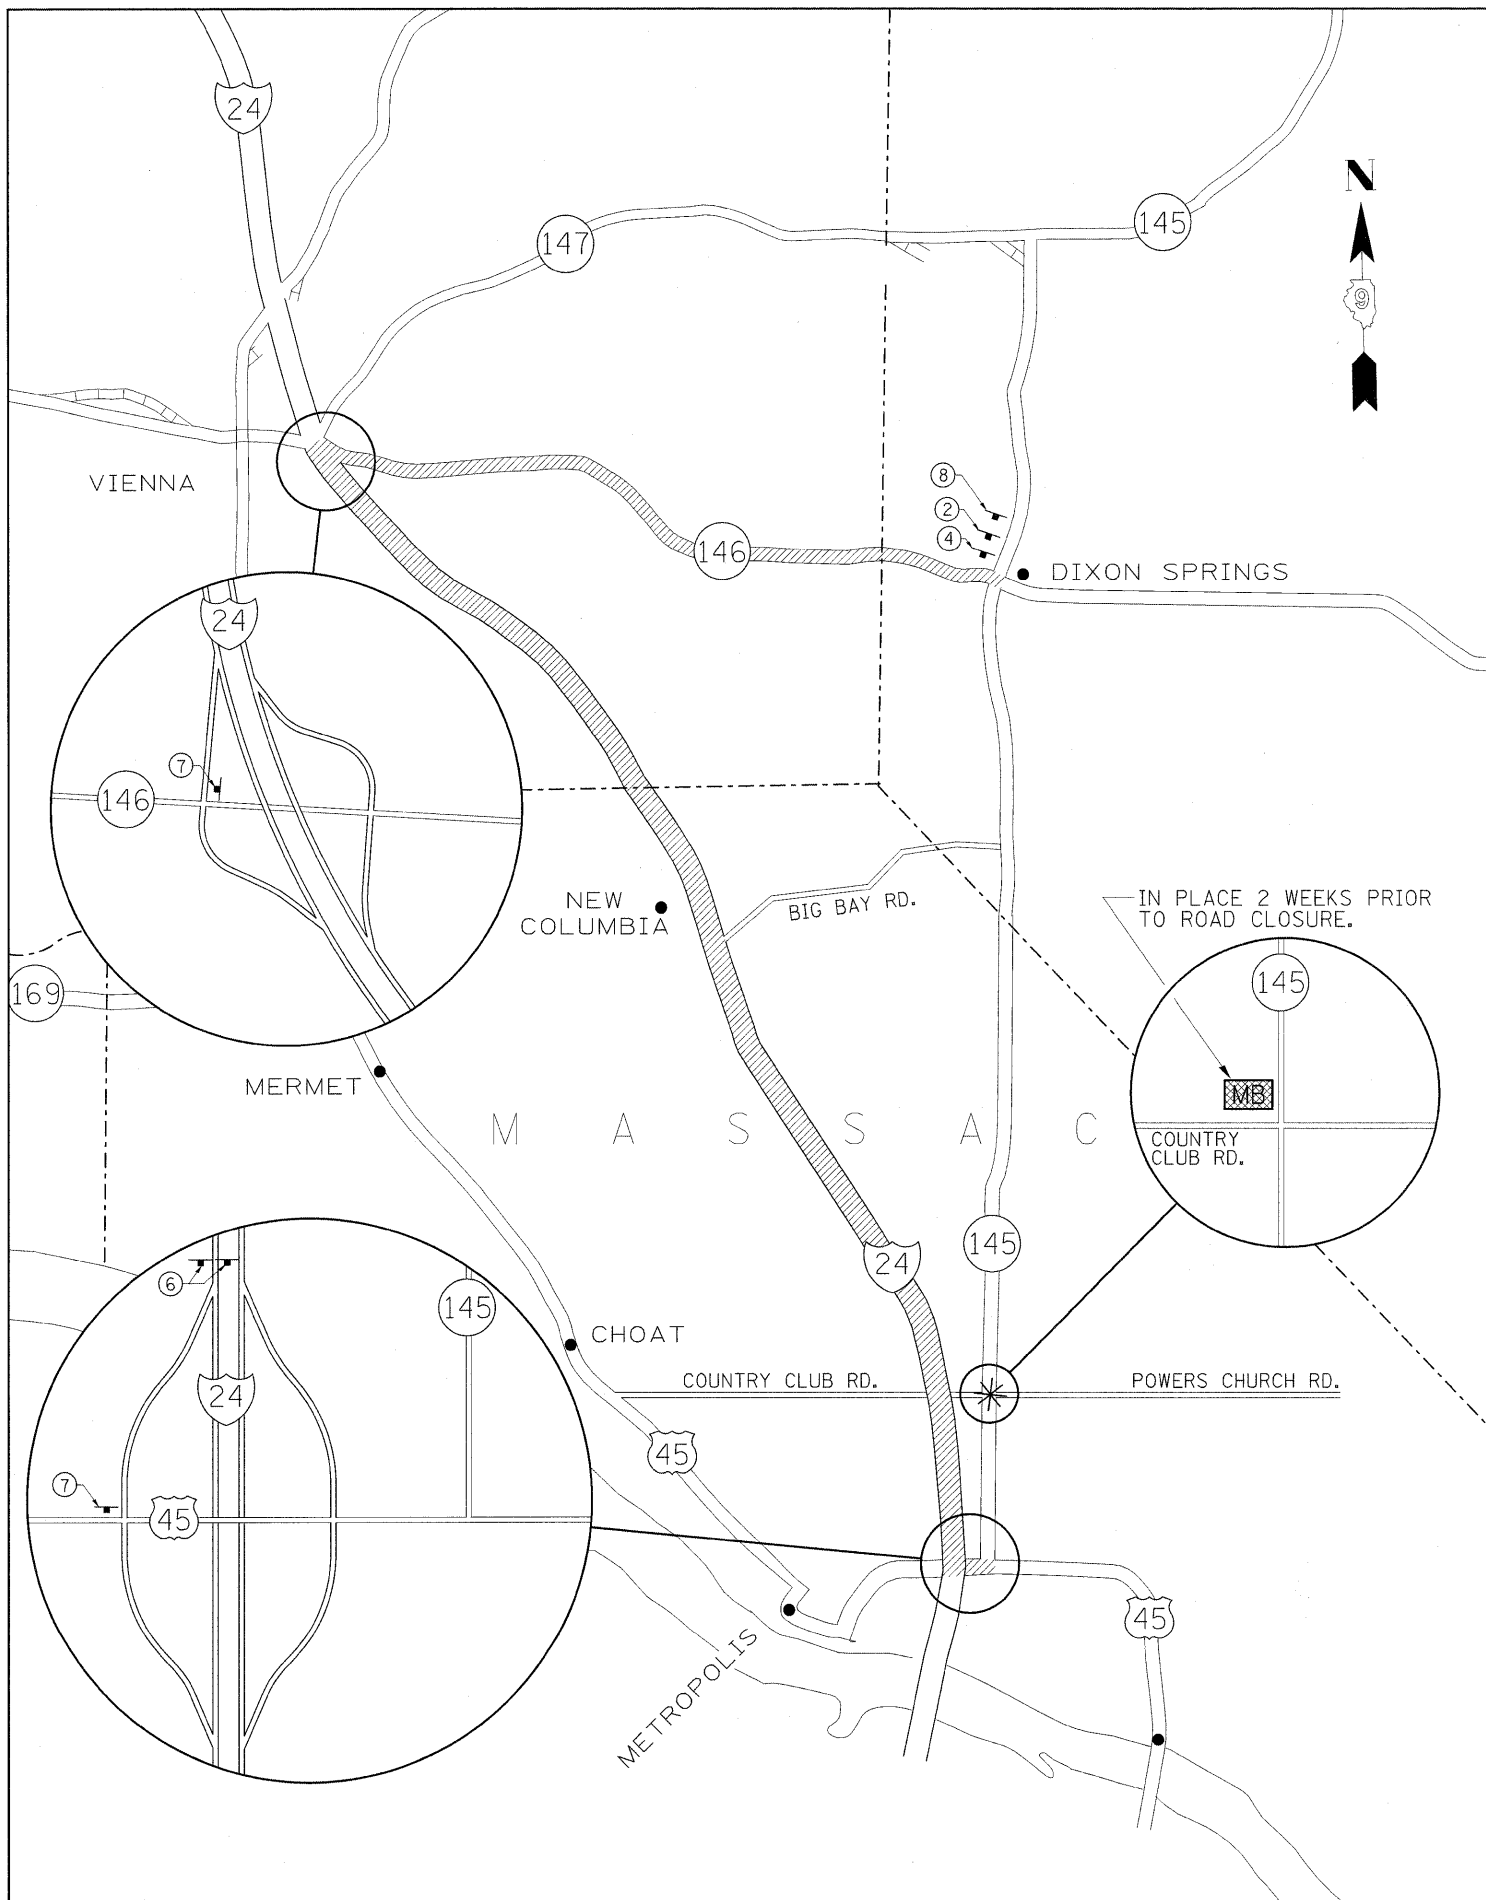 24
N
147
145
9
VIENNA
8
2
4
146
DIXON SPRINGS
24
7
146
NEW
COLUMBIA
BIG BAY RD.
IN PLACE 2 WEEKS PRIOR
TO ROAD CLOSURE.
169
145
MERMET
MB
COUNTRY
CLUB RD.
M A S S A C
145
24
6
145
24
CHOAT
COUNTRY CLUB RD.
POWERS CHURCH RD.
45
7
45
45
METROPOLIS